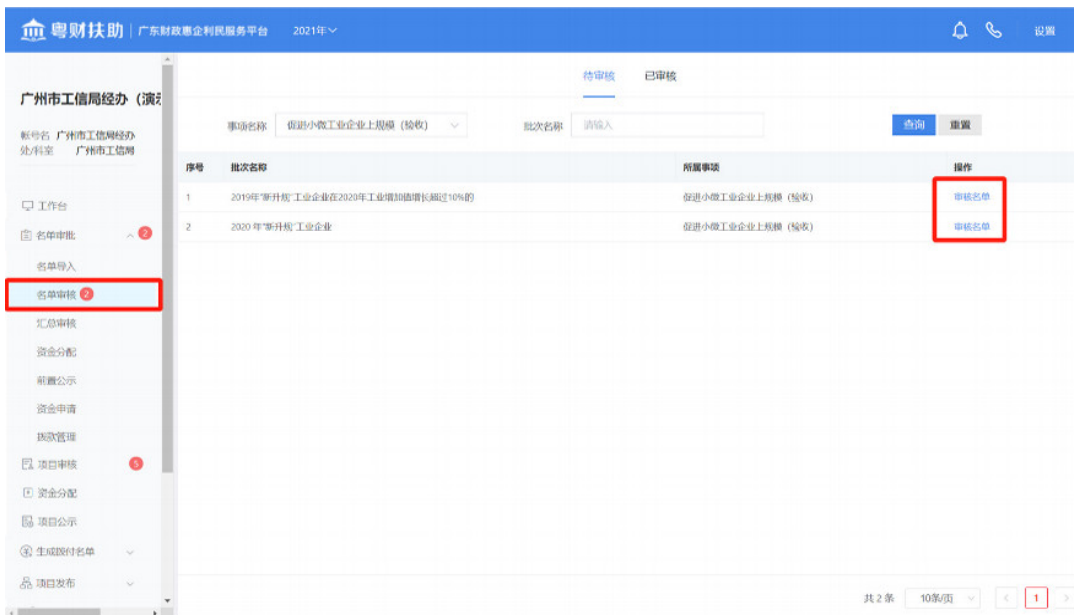 粤财扶助 广东财政惠企利民服务平台 2021年 设置
广州市工信局经办（演示
帐号名 广州市工信局经办
处/科室 广州市工信局
工作台
名单审批 2
名单导入
名单审核 2
汇总审核
资金分配
前置公示
资金申请
拨款管理
项目审核 5
资金分配
项目公示
生成拨付名单
项目发布
待审核 已审核
事项名称 促进小微工业企业上规模（验收） 批次名称 请输入 查询 重置
序号 批次名称 所属事项 操作
1 2019年"新升规"工业企业在2020年工业增加值增长超过10%的 促进小微工业企业上规模（验收） 审核名单
2 2020 年"新升规"工业企业 促进小微工业企业上规模（验收） 审核名单
共 2 条 10条/页 < 1 >